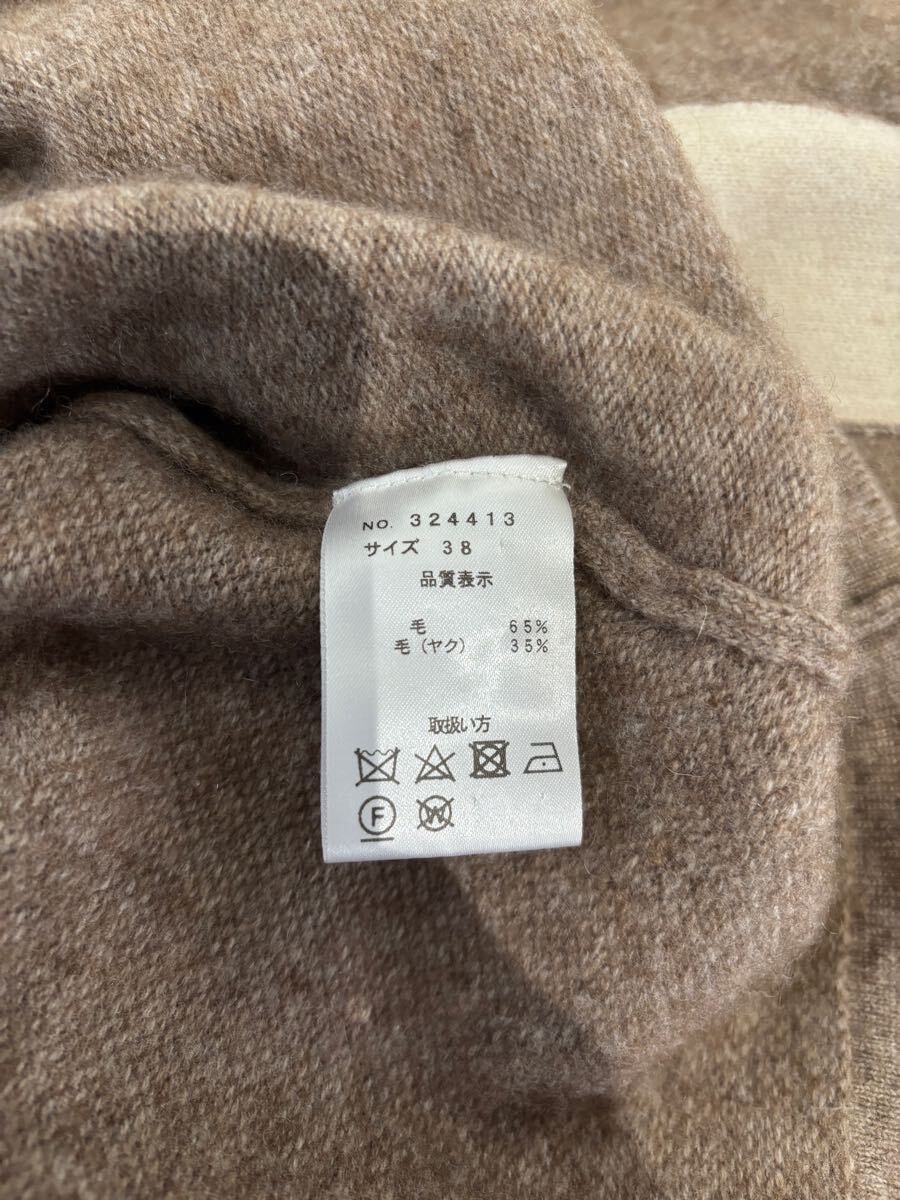 NO. 324413
サイズ 38
品質表示
毛 65%
毛(ヤク) 35%
取扱い方
F W